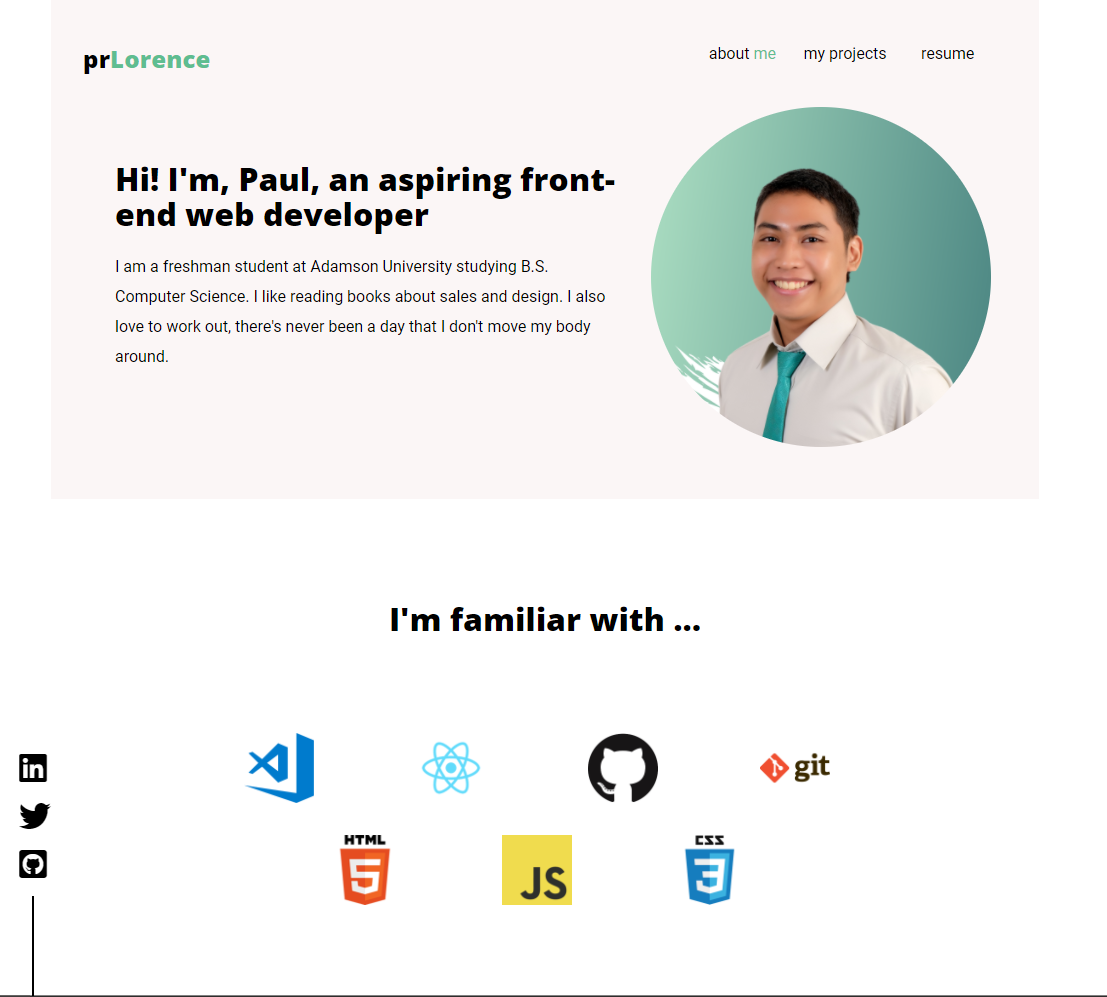 prLorence
about me my projects resume
Hi! I'm, Paul, an aspiring front-
end web developer
I am a freshman student at Adamson University studying B.S.
Computer Science. I like reading books about sales and design. I also
love to work out, there's never been a day that I don't move my body
around.
I'm familiar with ...
in
git
HTML
5
JS
CSS
3